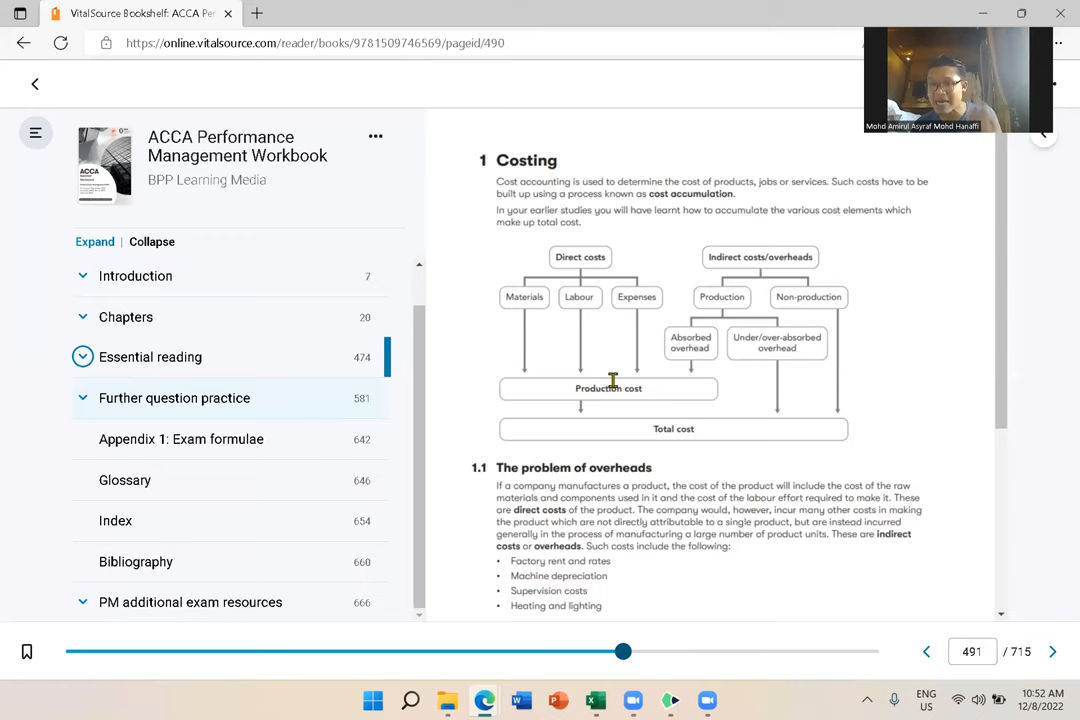 VitalSource Bookshelf: ACCA Per
https://online.vitalsource.com/reader/books/9781509746569/pageid/490
Mohd Amirul Asyraf Mohd Hanaffi
ACCA Performance
Management Workbook
BPP Learning Media
ACCA
Expand | Collapse
Introduction 7
Chapters 20
Essential reading 474
Further question practice 581
Appendix 1: Exam formulae 642
Glossary 646
Index 654
Bibliography 660
PM additional exam resources 666
1 Costing
Cost accounting is used to determine the cost of products, jobs or services. Such costs have to be
built up using a process known as cost accumulation.
In your earlier studies you will have learnt how to accumulate the various cost elements which
make up total cost.
Direct costs
Indirect costs/overheads
Materials
Labour
Expenses
Production
Non-production
Absorbed
overhead
Under/over-absorbed
overhead
Production cost
Total cost
1.1 The problem of overheads
If a company manufactures a product, the cost of the product will include the cost of the raw
materials and components used in it and the cost of the labour effort required to make it. These
are direct costs of the product. The company would, however, incur many other costs in making
the product which are not directly attributable to a single product, but are instead incurred
generally in the process of manufacturing a large number of product units. These are indirect
costs or overheads. Such costs include the following:
• Factory rent and rates
• Machine depreciation
• Supervision costs
• Heating and lighting
491 / 715
ENG
US
10:52 AM
12/8/2022